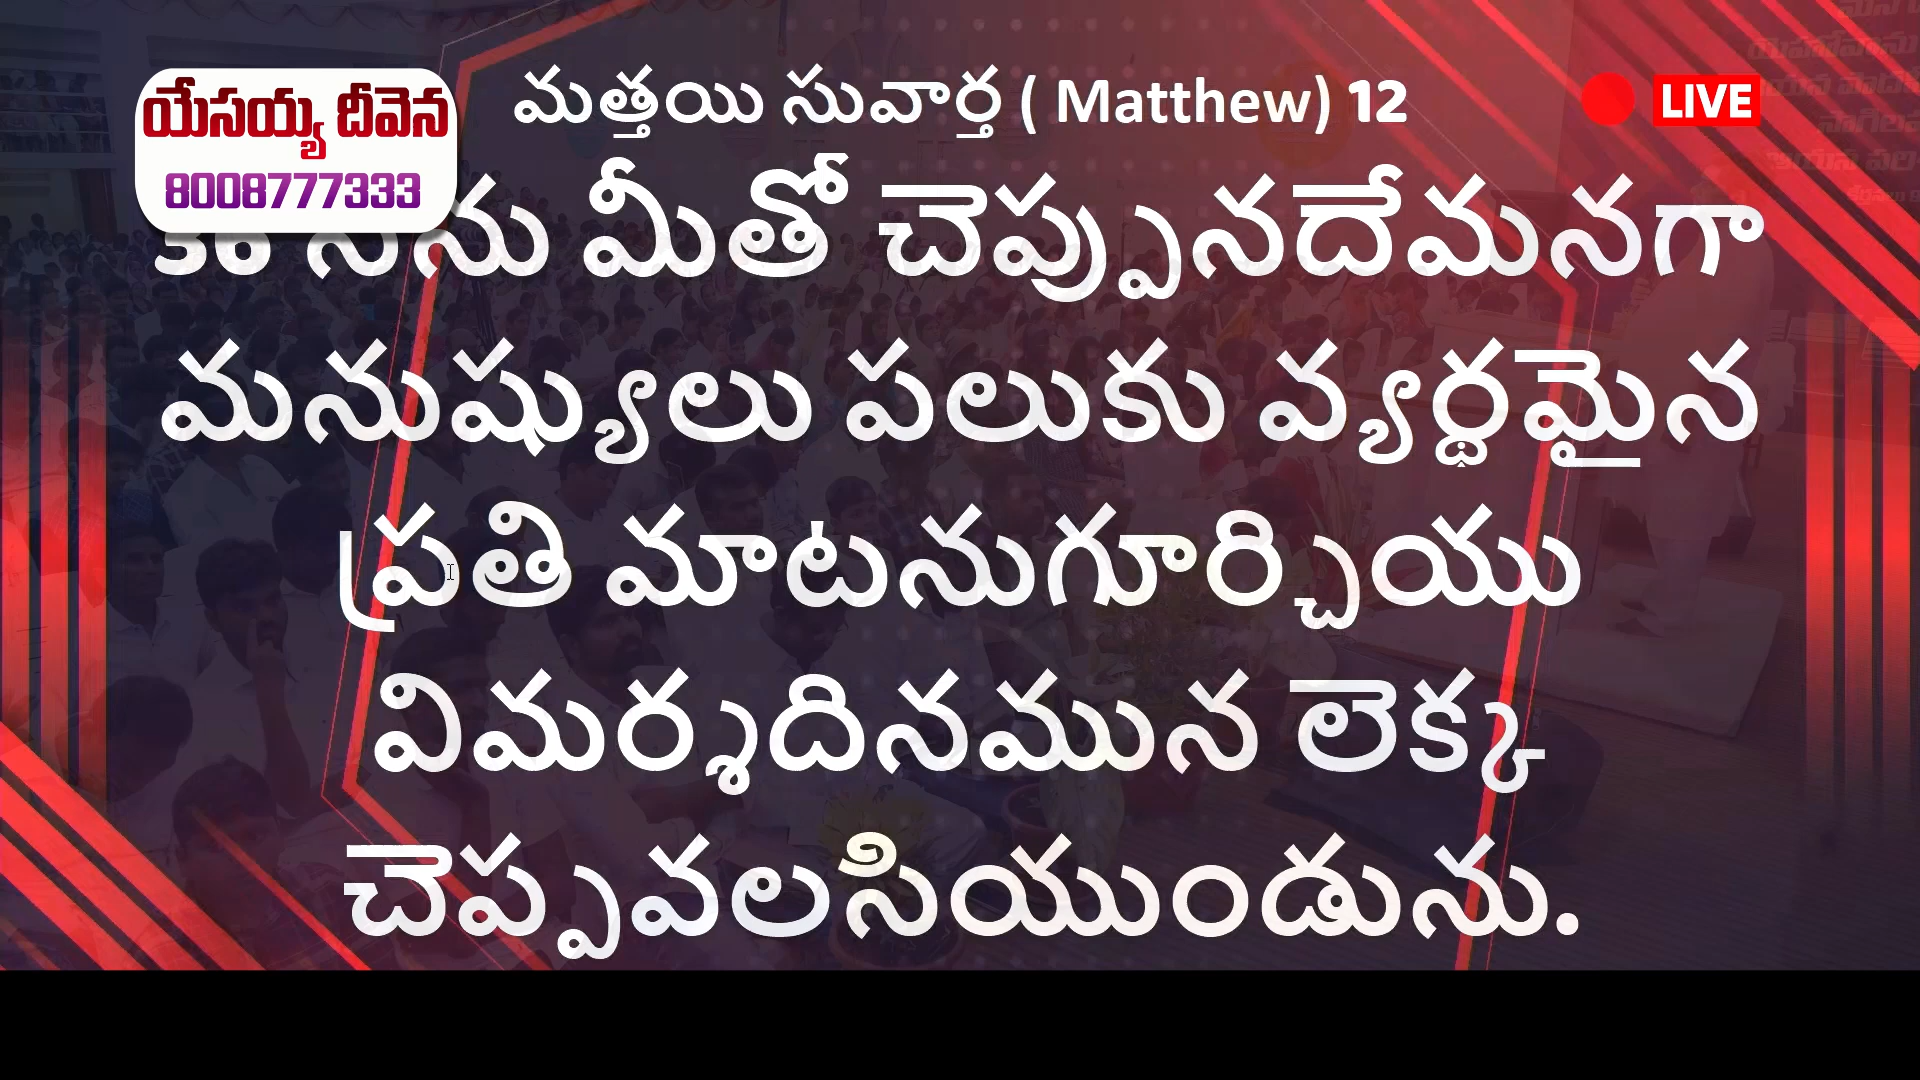 మత్తయి సువార్త ( Matthew) 12
LIVE
యేసయ్య దీవెన
8008777333
మీతో చెప్పునదేమనగా
మనుష్యులు పలుకు వ్యర్థమైన
ప్రతి మాటనుగూర్చియు
విమర్శదినమున లెక్క
చెప్పవలసియుండును.